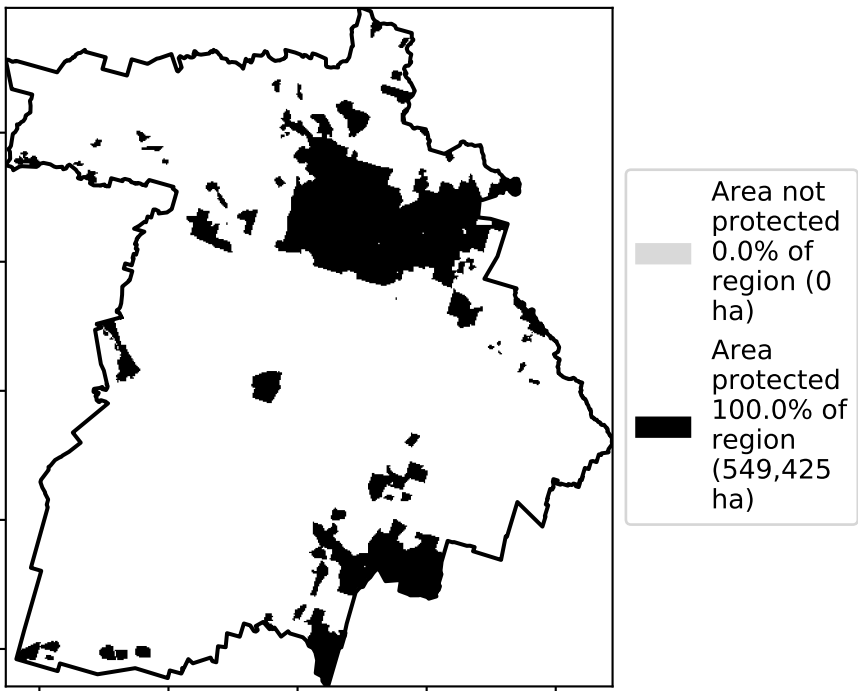 Area not
protected
0.0% of
region (0
ha)
Area
protected
100.0% of
region
(549,425
ha)